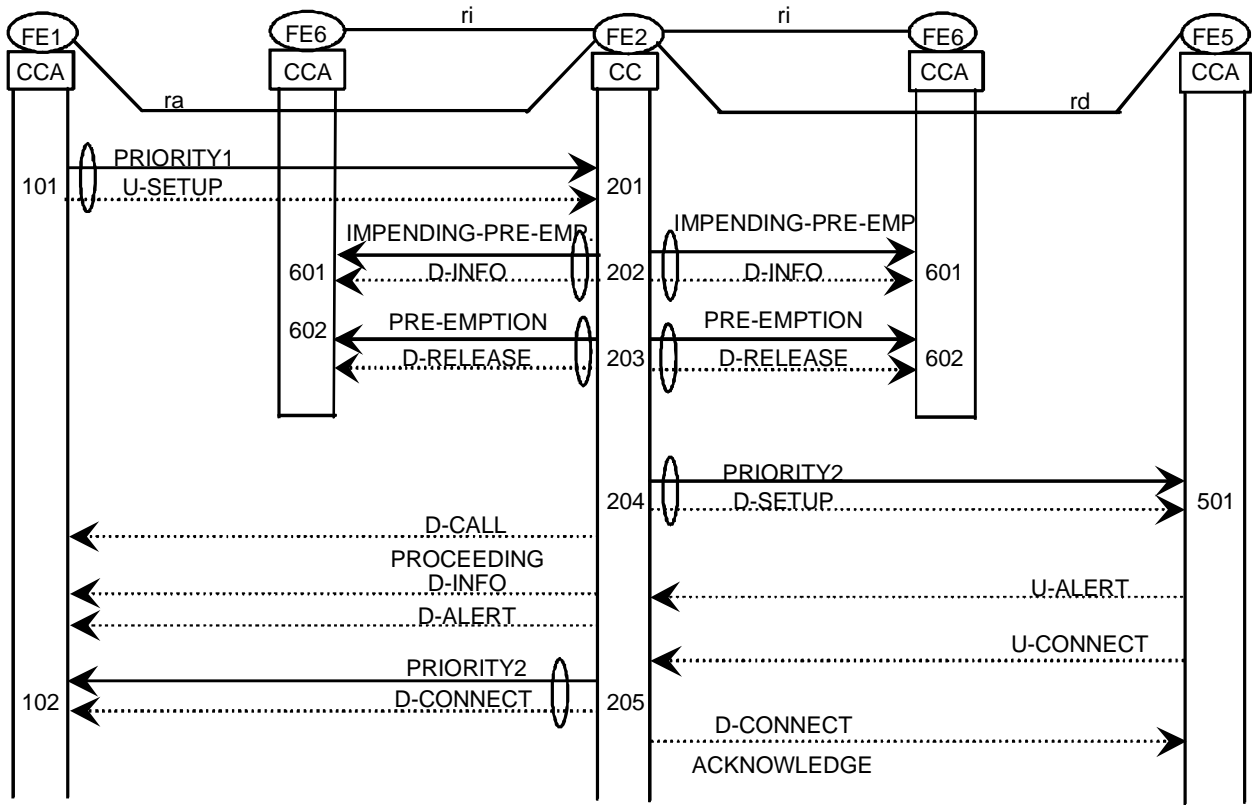 ri
ri
FE1
FE6
FE2
FE6
FE5
CCA
CCA
CC
CCA
CCA
ra
rd
PRIORITY1
101
U-SETUP
201
IMPENDING-PRE-EMP.
IMPENDING-PRE-EMP
601
D-INFO
202
D-INFO
601
602
PRE-EMPTION
PRE-EMPTION
D-RELEASE
203
D-RELEASE
602
PRIORITY2
204
D-SETUP
501
D-CALL
PROCEEDING
D-INFO
U-ALERT
D-ALERT
U-CONNECT
PRIORITY2
102
D-CONNECT
205
D-CONNECT
ACKNOWLEDGE